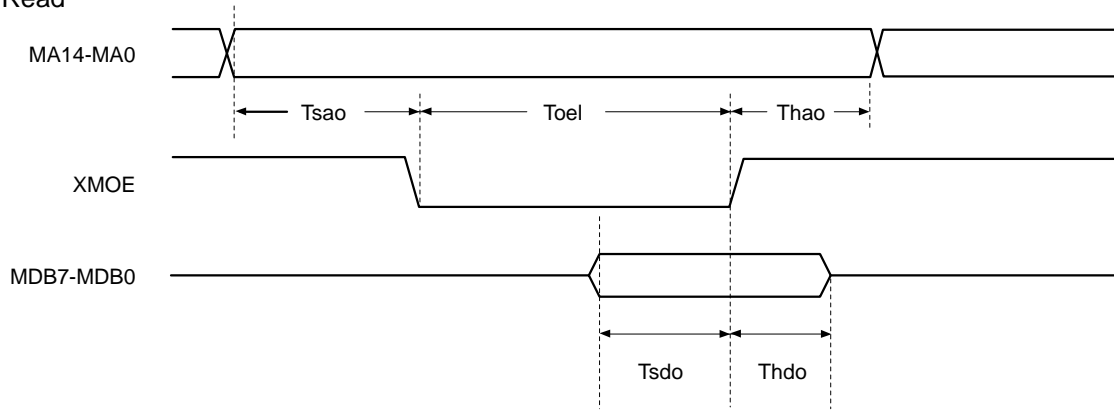 Read
MA14-MA0
Tsao Toel Thao
XMOE
MDB7-MDB0
Tsdo Thdo